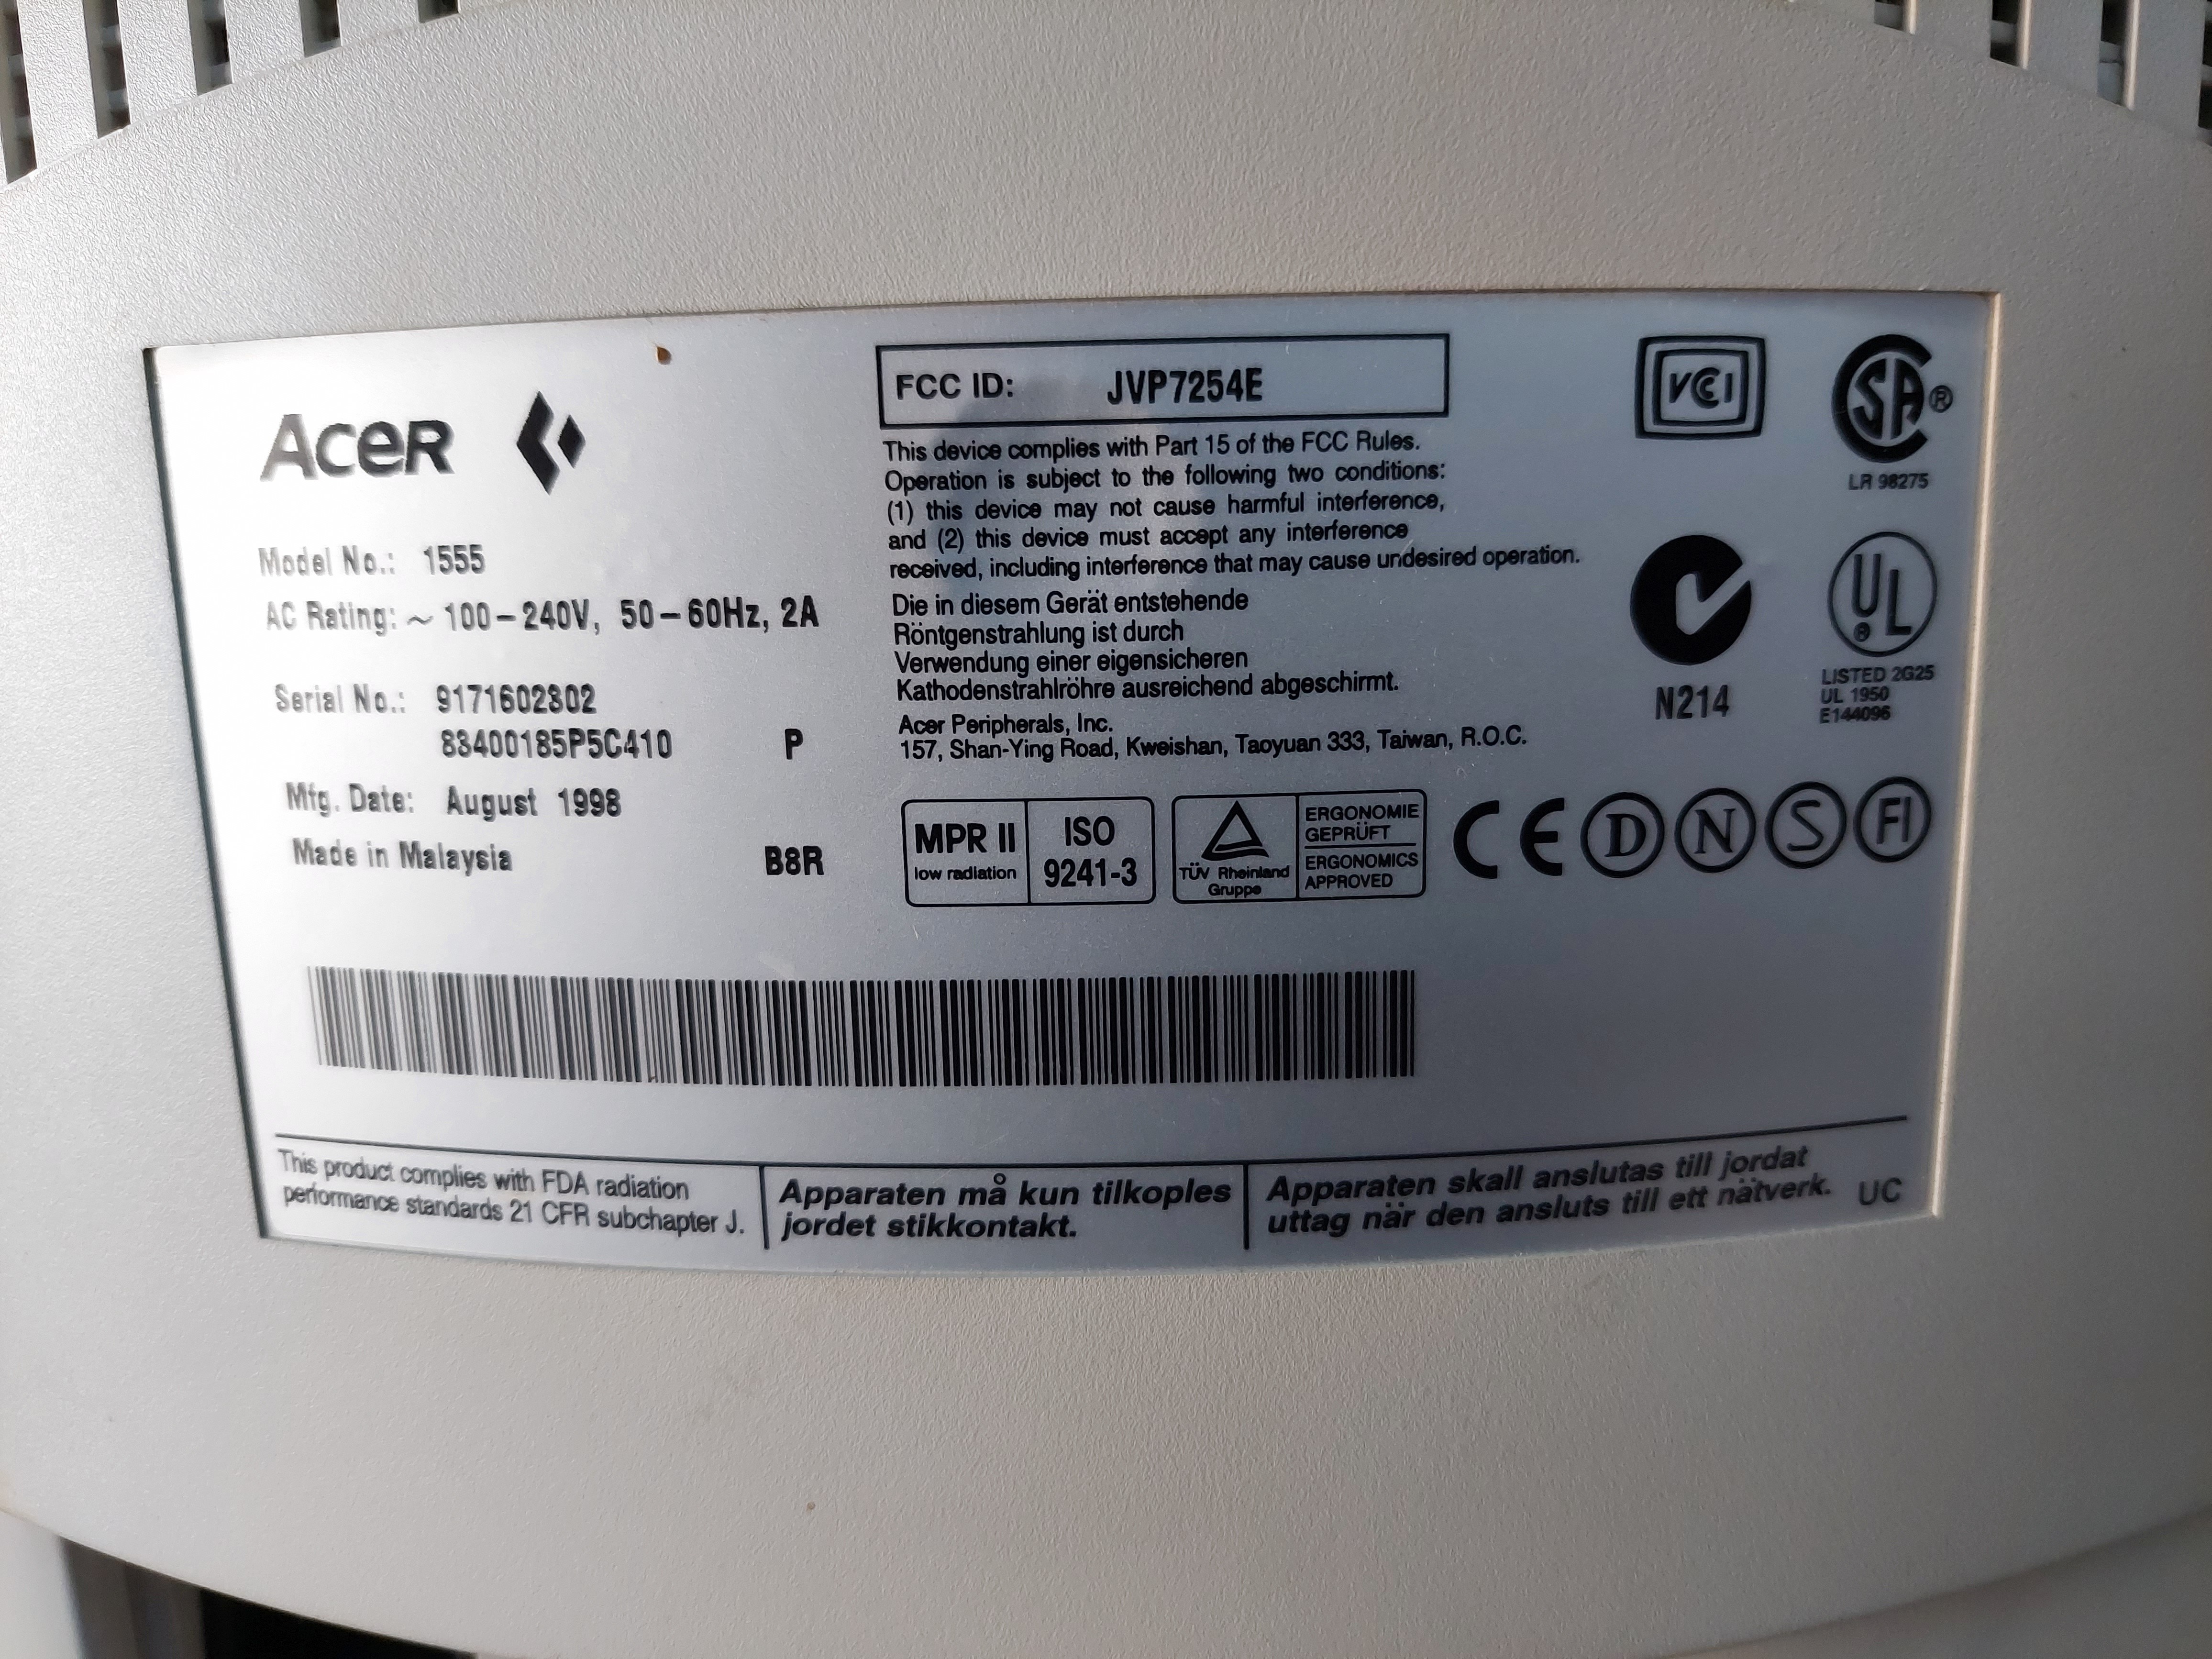 Acer
Model No.: 1555
AC Rating: ~ 100-240V, 50-60Hz, 2A
Serial No.: 9171602302
83400185P5C410 P
Mfg. Date: August 1998
Made in Malaysia B8R
FCC ID: JVP7254E
This device complies with Part 15 of the FCC Rules.
Operation is subject to the following two conditions:
(1) this device may not cause harmful interference,
and (2) this device must accept any interference
received, including interference that may cause undesired operation.
Die in diesem Gerät entstehende
Röntgenstrahlung ist durch
Verwendung einer eigensicheren
Kathodenstrahlröhre ausreichend abgeschirmt.
Acer Peripherals, Inc.
157, Shan-Ying Road, Kweishan, Taoyuan 333, Taiwan, R.O.C.
MPR II
low radiation
ISO
9241-3
TÜV Rheinland
Gruppe
ERGONOMIE
GEPRÜFT
ERGONOMICS
APPROVED
VCI
SA®
LR 98275
N214
UL®
LISTED 2G25
UL 1950
E144096
CE D N S FI
This product complies with FDA radiation
performance standards 21 CFR subchapter J.
Apparaten må kun tilkoples
jordet stikkontakt.
Apparaten skall anslutas till jordat
uttag när den ansluts till ett nätverk.
UC